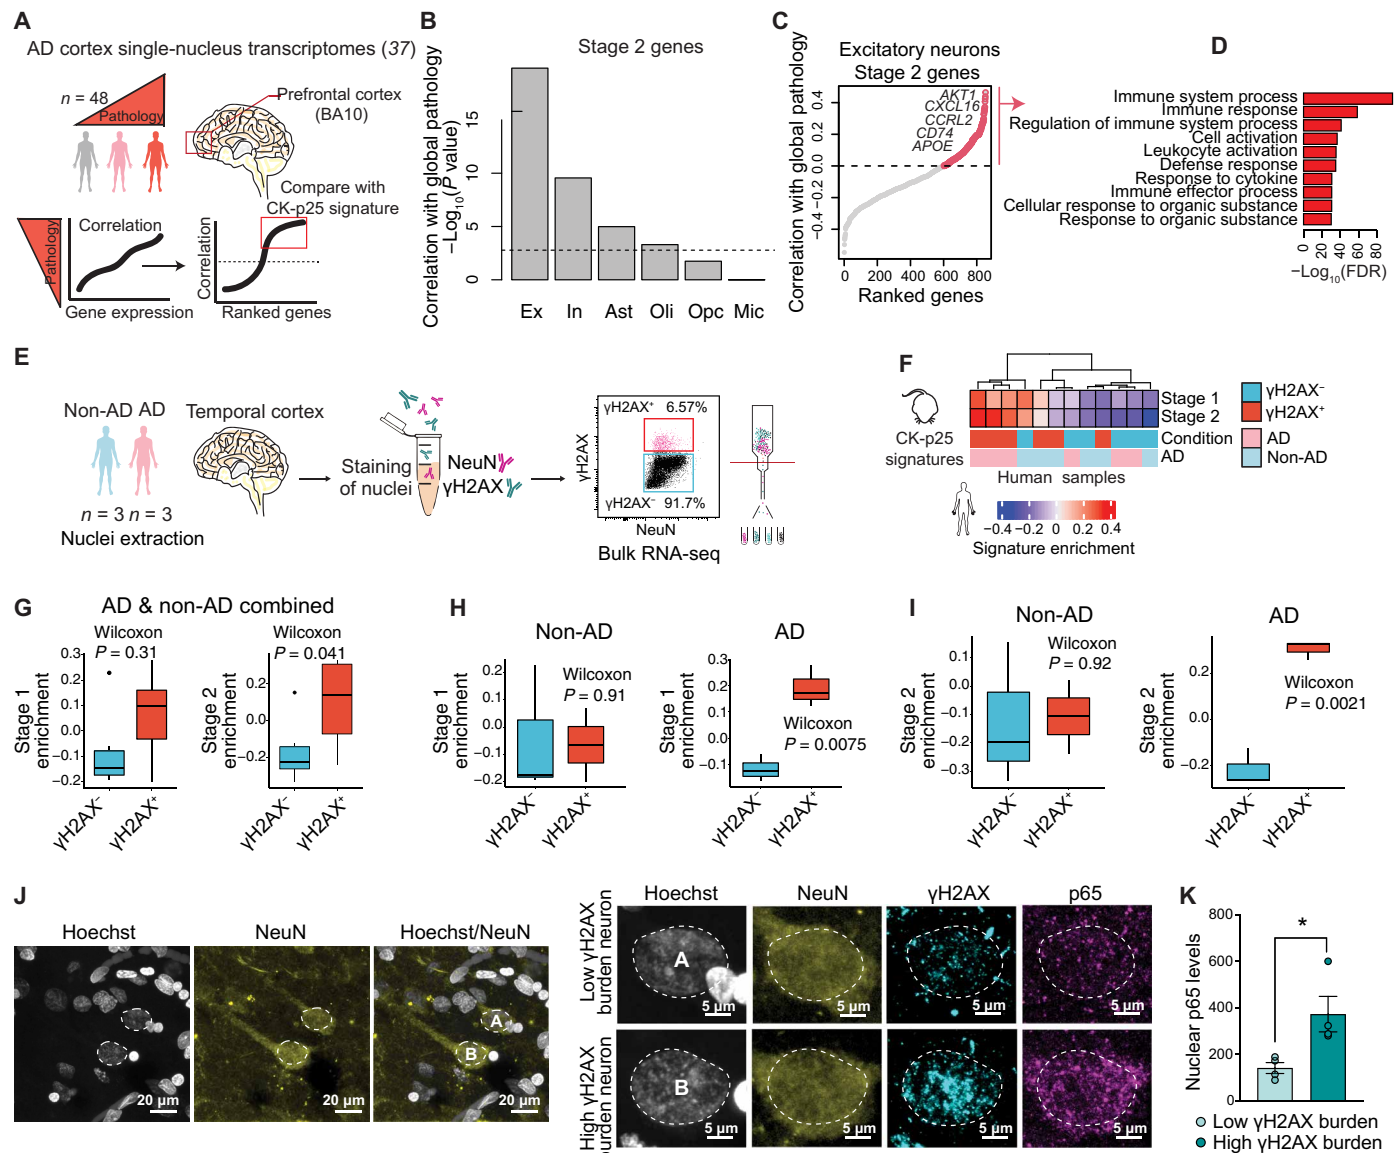 A
AD cortex single-nucleus transcriptomes (37)
n = 48
Pathology
Prefrontal cortex
(BA10)
Compare with
CK-p25 signature
Pathology
Correlation
Gene expression
Correlation
Ranked genes
B
Stage 2 genes
Correlation with global pathology
−Log10(P value)
15
10
5
0
Ex In Ast Oli Opc Mic
C
Excitatory neurons
Stage 2 genes
Correlation with global pathology
0.4
0.2
0.0
−0.2
−0.4
AKT1
CXCL16
CCRL2
CD74
APOE
0 200 400 600 800
Ranked genes
D
Immune system process
Immune response
Regulation of immune system process
Cell activation
Leukocyte activation
Defense response
Response to cytokine
Immune effector process
Cellular response to organic substance
Response to organic substance
0 20 40 60 80
−Log10(FDR)
E
Non-AD AD
n = 3 n = 3
Nuclei extraction
Temporal cortex
Staining
of nuclei
NeuN
γH2AX
γH2AX+ 6.57%
γH2AX− 91.7%
γH2AX
NeuN
Bulk RNA-seq
F
CK-p25
signatures
Stage 1
Stage 2
Condition
AD
Human samples
−0.4 −0.2 0 0.2 0.4
Signature enrichment
γH2AX−
γH2AX+
AD
Non-AD
G
AD & non-AD combined
Wilcoxon
P = 0.31
Stage 1
enrichment
0.3
0.2
0.1
0.0
−0.1
−0.2
γH2AX− γH2AX+
Wilcoxon
P = 0.041
Stage 2
enrichment
0.2
0.0
−0.2
γH2AX− γH2AX+
H
Non-AD
Wilcoxon
P = 0.91
Stage 1
enrichment
0.2
0.1
0.0
−0.1
−0.2
γH2AX− γH2AX+
AD
Wilcoxon
P = 0.0075
Stage 1
enrichment
0.3
0.2
0.1
0.0
−0.1
γH2AX− γH2AX+
I
Non-AD
Wilcoxon
P = 0.92
Stage 2
enrichment
0.1
0.0
−0.1
−0.2
−0.3
γH2AX− γH2AX+
AD
Wilcoxon
P = 0.0021
Stage 2
enrichment
0.2
0.0
−0.2
γH2AX− γH2AX+
J
Hoechst NeuN Hoechst/NeuN
A
B
20 μm 20 μm 20 μm
Hoechst NeuN γH2AX p65
Low γH2AX
burden neuron
A
5 μm 5 μm 5 μm 5 μm
High γH2AX
burden neuron
B
5 μm 5 μm 5 μm 5 μm
K
Nuclear p65 levels
800
600
400
200
0
*
Low γH2AX burden
High γH2AX burden